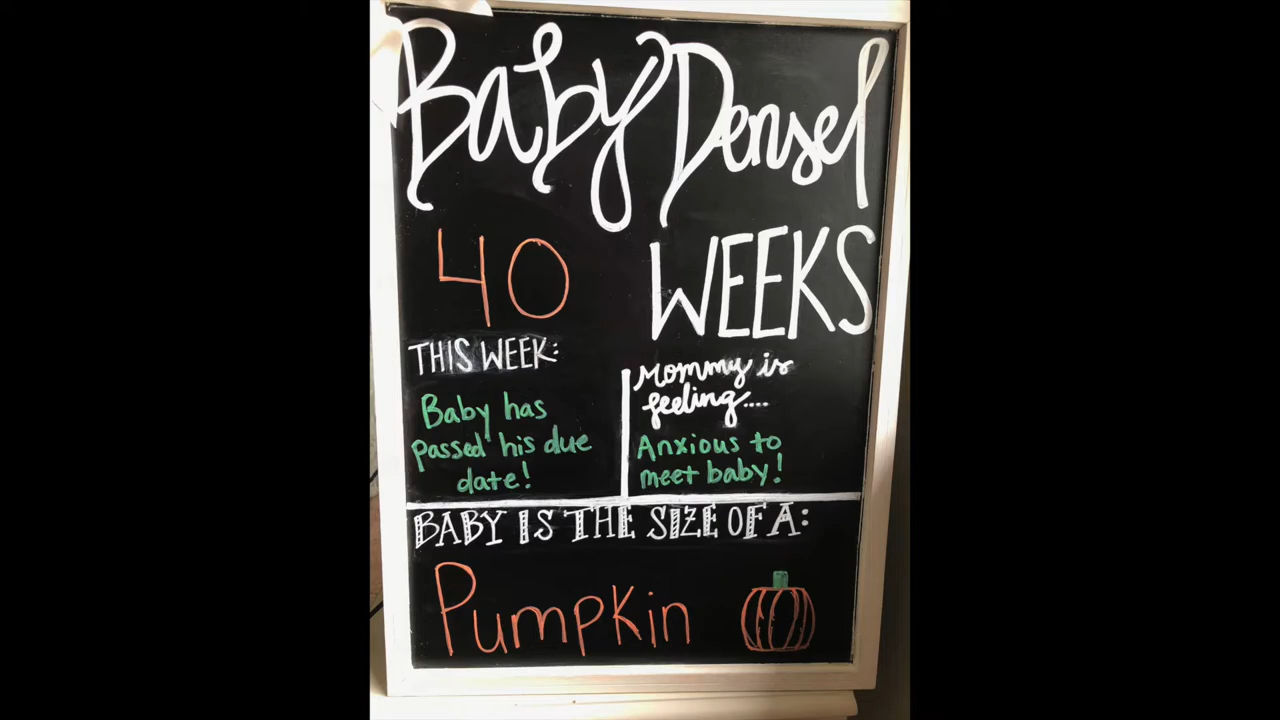 Baby Densel
40 WEEKS
THIS WEEK:
Baby has
passed his due
date!
Mommy is
feeling....
Anxious to
meet baby!
BABY IS THE SIZE OF A:
Pumpkin